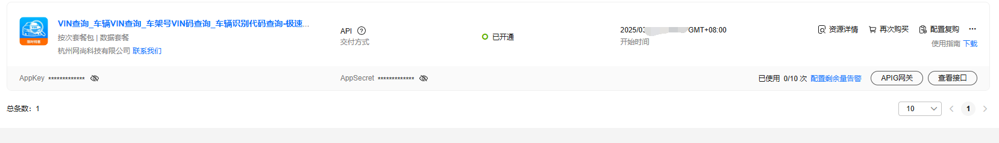 VIN查询_车辆VIN查询_车架号VIN码查询_车辆识别代码查询-极速...
按次套餐包 | 数据套餐
杭州网尚科技有限公司 联系我们
限时特惠
API ?
交付方式
已开通
2025/03 GMT+08:00
开始时间
资源详情 再次购买 配置复购 ...
使用指南 下载
AppKey *************
AppSecret *************
已使用 0/10 次 配置剩余量告警 APIG网关 查看接口
总条数：1
10 < 1 >